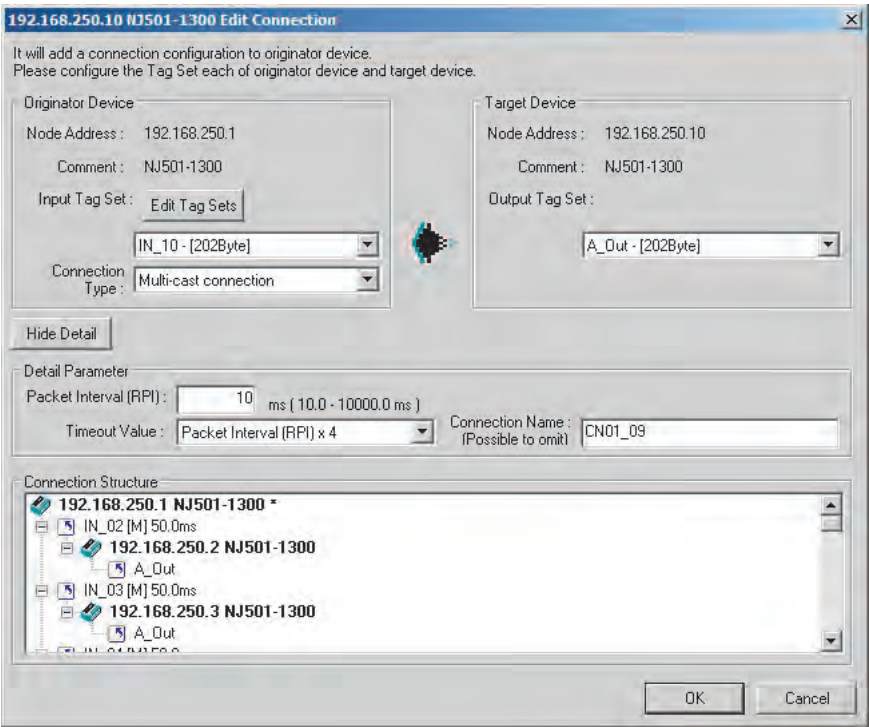 192.168.250.10 NJ501-1300 Edit Connection
It will add a connection configuration to originator device.
Please configure the Tag Set each of originator device and target device.
Originator Device
Node Address : 192.168.250.1
Comment : NJ501-1300
Input Tag Set : Edit Tag Sets
IN_10 - [202Byte]
Connection Type : Multi-cast connection
Target Device
Node Address : 192.168.250.10
Comment : NJ501-1300
Output Tag Set :
A_Out - [202Byte]
Hide Detail
Detail Parameter
Packet Interval (RPI) : 10 ms ( 10.0 - 10000.0 ms )
Timeout Value : Packet Interval (RPI) x 4
Connection Name : (Possible to omit) CN01_09
Connection Structure
192.168.250.1 NJ501-1300 *
IN_02 [M] 50.0ms
192.168.250.2 NJ501-1300
A_Out
IN_03 [M] 50.0ms
192.168.250.3 NJ501-1300
A_Out
OK Cancel